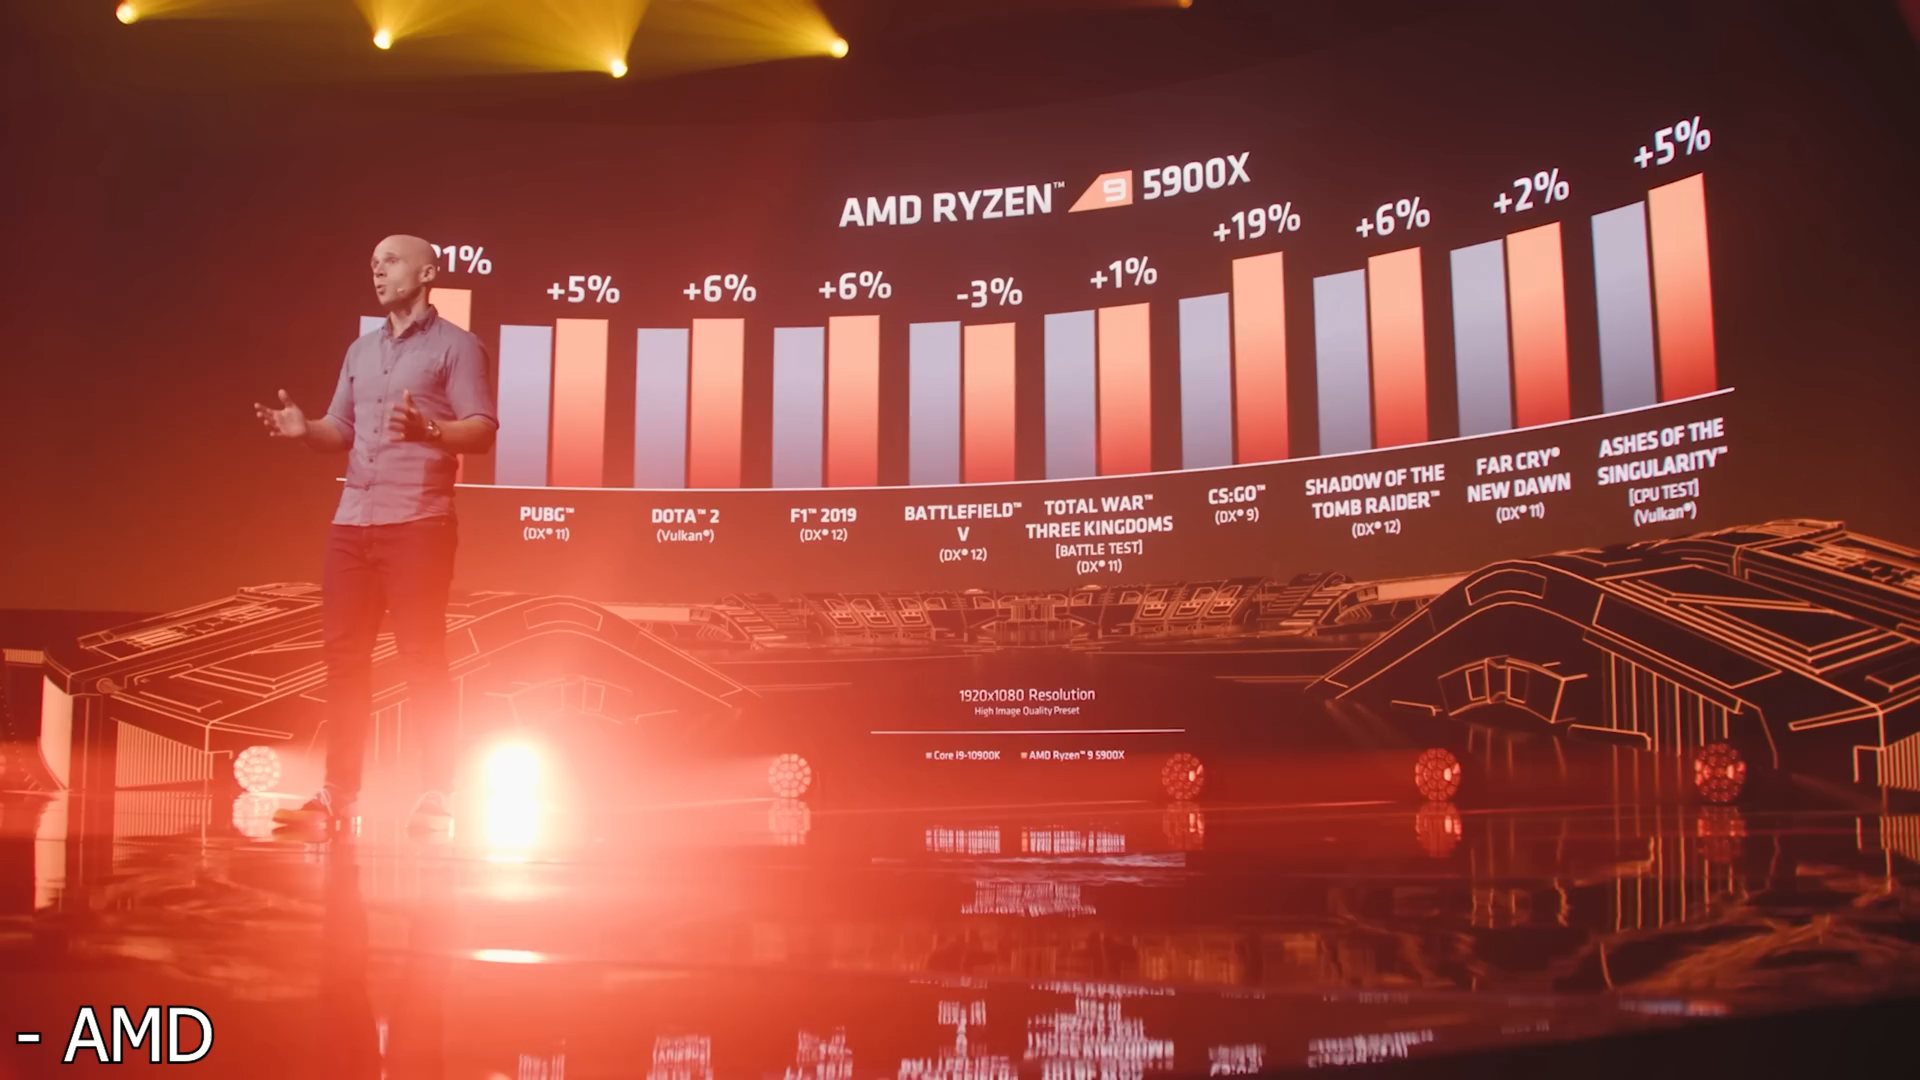 AMD RYZEN™ 9 5900X
1%
+5%
+6%
+6%
-3%
+1%
+19%
+6%
+2%
+5%
PUBG™
(DX® 11)
DOTA™ 2
(Vulkan®)
F1™ 2019
(DX® 12)
BATTLEFIELD™
V
(DX® 12)
TOTAL WAR™
THREE KINGDOMS
[BATTLE TEST]
(DX® 11)
CS:GO™
(DX® 9)
SHADOW OF THE
TOMB RAIDER™
(DX® 12)
FAR CRY®
NEW DAWN
(DX® 11)
ASHES OF THE
SINGULARITY™
[CPU TEST]
(Vulkan®)
1920x1080 Resolution
High Image Quality Preset
Core i9-10900K
AMD Ryzen™ 9 5900X
- AMD